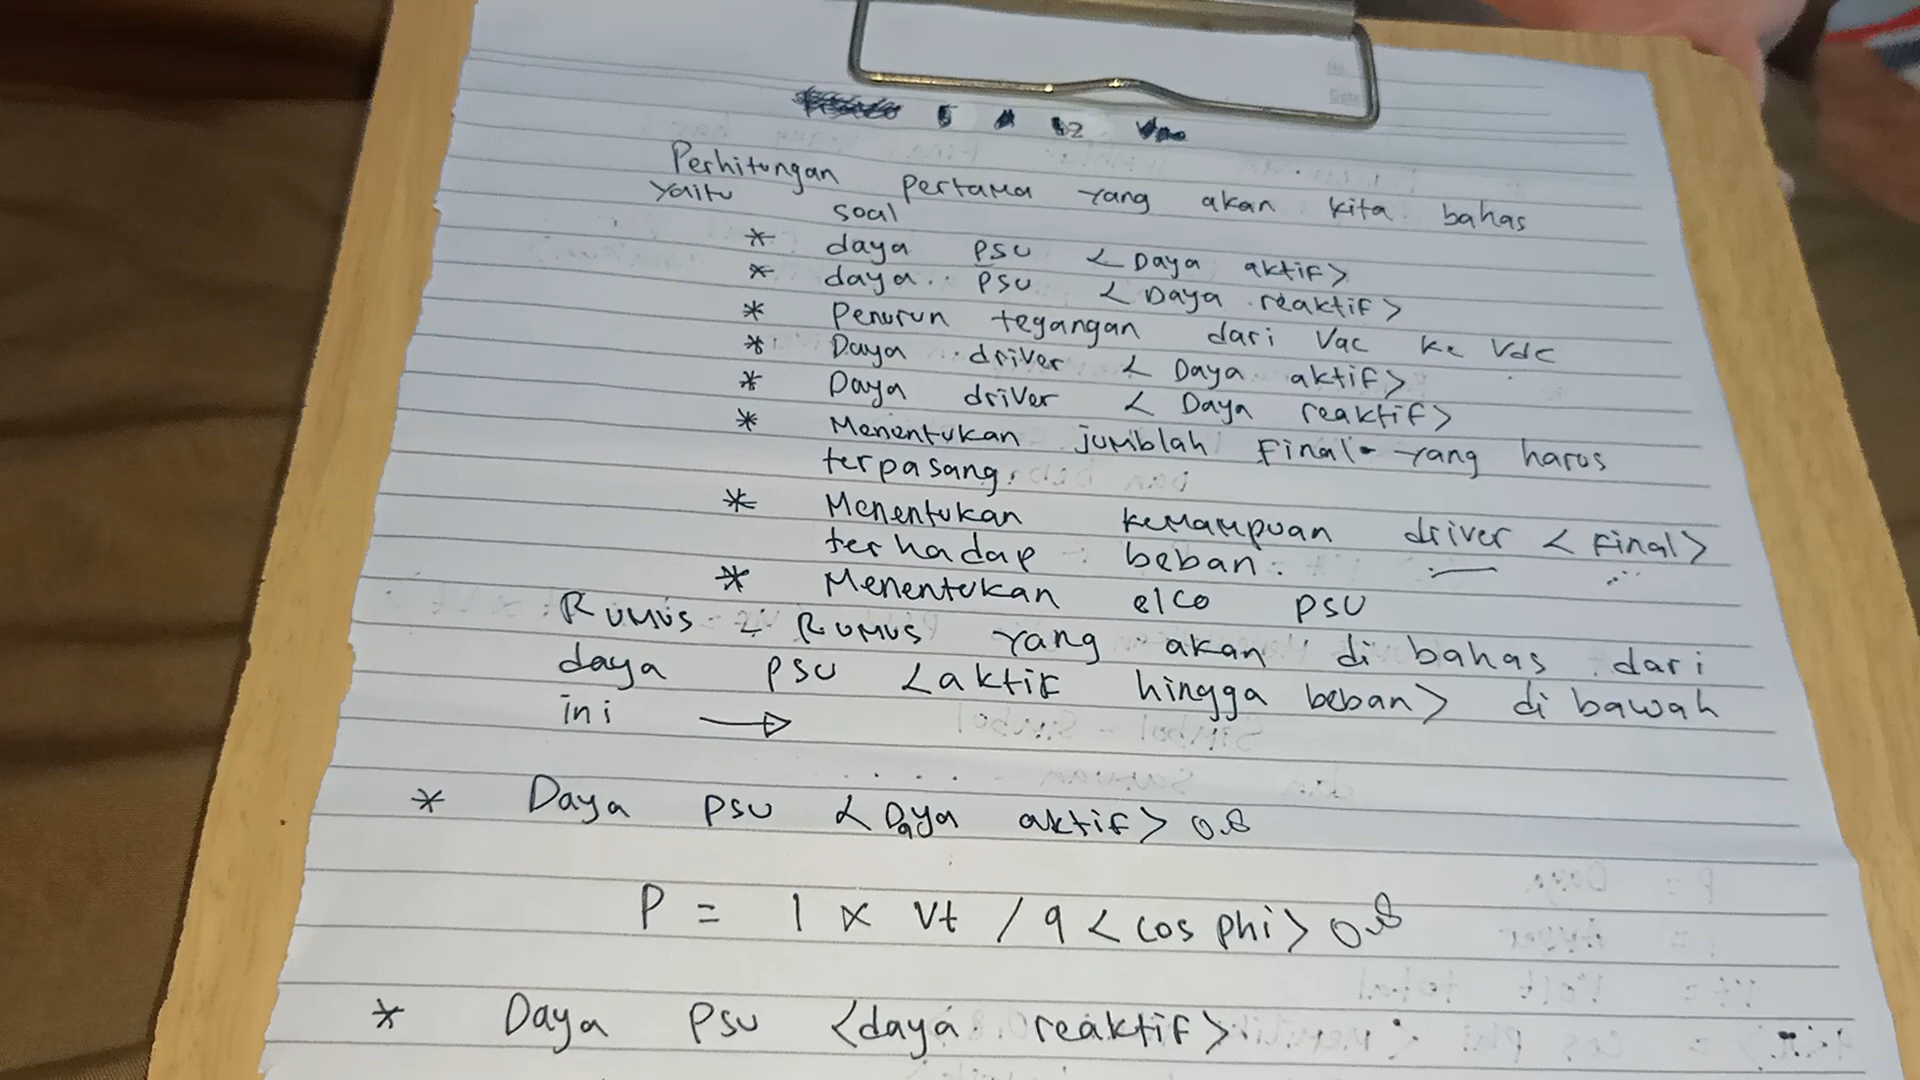 Perhitungan pertama yang akan kita bahas
yaitu soal
* daya psu < Daya aktif>
* daya psu < Daya reaktif>
* Penurun tegangan dari Vac ke Vdc
* Daya driver < Daya aktif>
* Daya driver < Daya reaktif>
* Menentukan jumblah Final yang harus
terpasang.
* Menentukan kemampuan driver < Final>
terhadap beban.
* Menentukan elco psu
Rumus 2 Rumus yang akan di bahas dari
daya psu <aktif hingga beban> di bawah
ini →
* Daya psu < Daya aktif> 0.8
P = I x Vt / q < cos phi> 0.8
* Daya psu <daya reaktif>